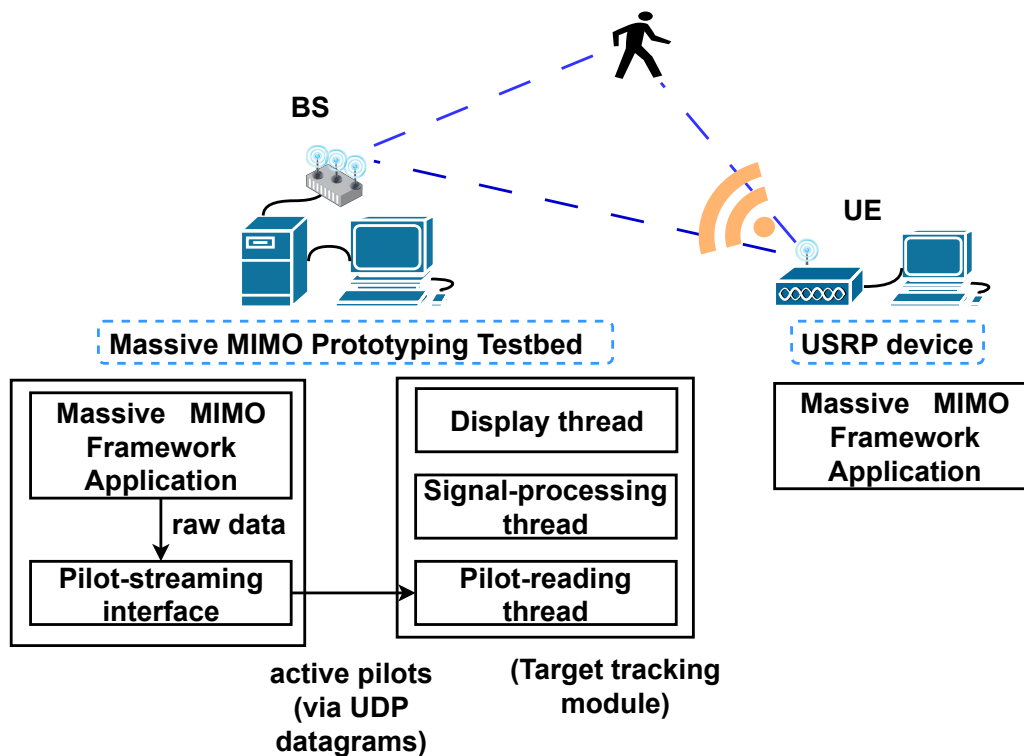 BS
UE
Massive MIMO Prototyping Testbed
USRP device
Massive MIMO
Framework
Application
raw data
Pilot-streaming
interface
active pilots
(via UDP
datagrams)
Display thread
Signal-processing
thread
Pilot-reading
thread
(Target tracking
module)
Massive MIMO
Framework
Application